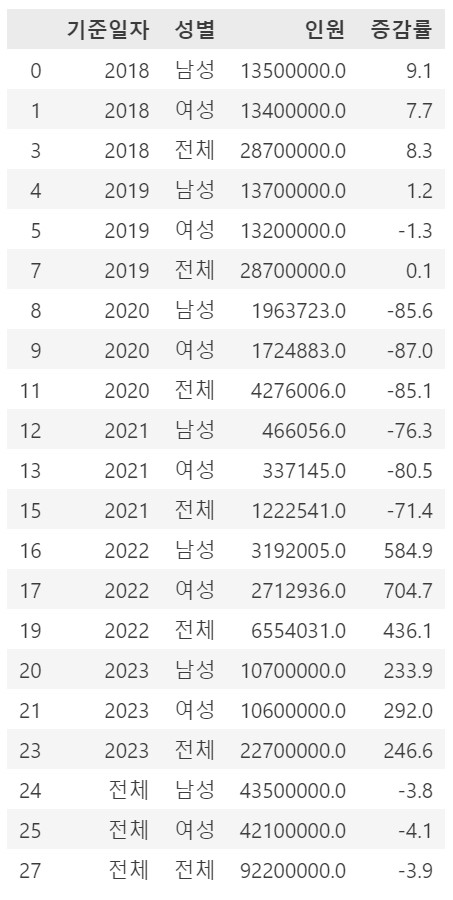 기준일자 성별 인원 증감률
0 2018 남성 13500000.0 9.1
1 2018 여성 13400000.0 7.7
3 2018 전체 28700000.0 8.3
4 2019 남성 13700000.0 1.2
5 2019 여성 13200000.0 -1.3
7 2019 전체 28700000.0 0.1
8 2020 남성 1963723.0 -85.6
9 2020 여성 1724883.0 -87.0
11 2020 전체 4276006.0 -85.1
12 2021 남성 466056.0 -76.3
13 2021 여성 337145.0 -80.5
15 2021 전체 1222541.0 -71.4
16 2022 남성 3192005.0 584.9
17 2022 여성 2712936.0 704.7
19 2022 전체 6554031.0 436.1
20 2023 남성 10700000.0 233.9
21 2023 여성 10600000.0 292.0
23 2023 전체 22700000.0 246.6
24 전체 남성 43500000.0 -3.8
25 전체 여성 42100000.0 -4.1
27 전체 전체 92200000.0 -3.9